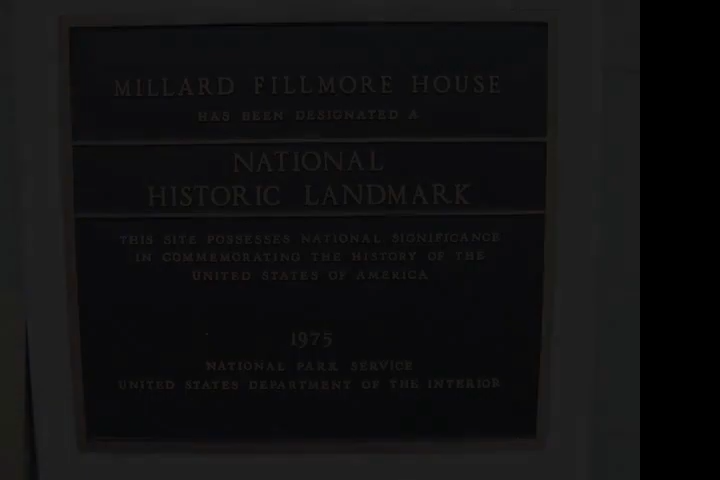 MILLARD FILLMORE HOUSE
HAS BEEN DESIGNATED A
NATIONAL
HISTORIC LANDMARK
THIS SITE POSSESSES NATIONAL SIGNIFICANCE
IN COMMEMORATING THE HISTORY OF THE
UNITED STATES OF AMERICA
1975
NATIONAL PARK SERVICE
UNITED STATES DEPARTMENT OF THE INTERIOR